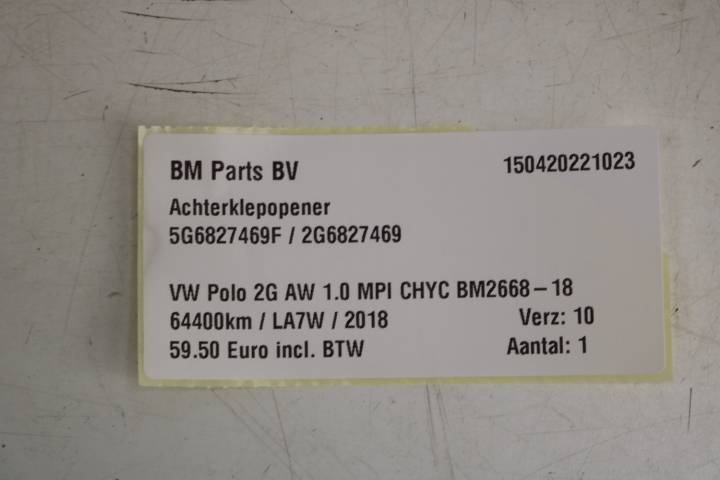 BM Parts BV 150420221023
Achterklepopener
5G6827469F / 2G6827469
VW Polo 2G AW 1.0 MPI CHYC BM2668-18
64400km / LA7W / 2018 Verz: 10
59.50 Euro incl. BTW Aantal: 1